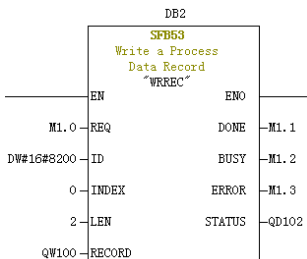 DB2
SFB53
Write a Process
Data Record
"WRREC"
EN ENO
M1.0 REQ DONE M1.1
DW#16#8200 ID BUSY M1.2
0 INDEX ERROR M1.3
2 LEN STATUS QD102
QW100 RECORD